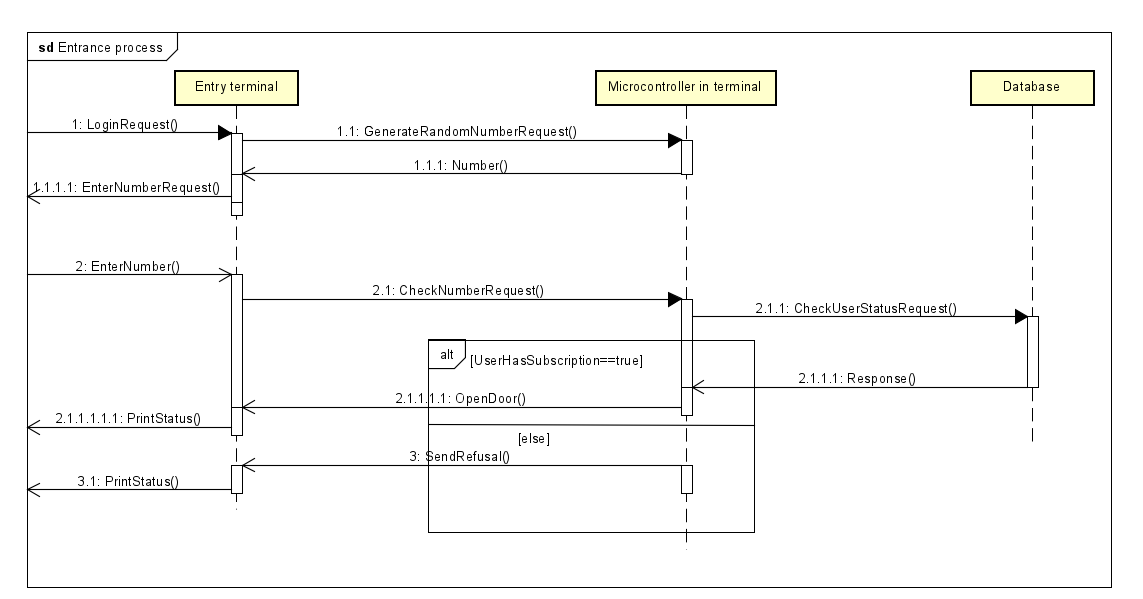 sd Entrance process
Entry terminal
Microcontroller in terminal
Database
1: LoginRequest()
1.1: GenerateRandomNumberRequest()
1.1.1: Number()
1.1.1.1: EnterNumberRequest()
2: EnterNumber()
2.1: CheckNumberRequest()
2.1.1: CheckUserStatusRequest()
alt
[UserHasSubscription==true]
2.1.1.1: Response()
2.1.1.1.1: OpenDoor()
2.1.1.1.1.1: PrintStatus()
[else]
3: SendRefusal()
3.1: PrintStatus()